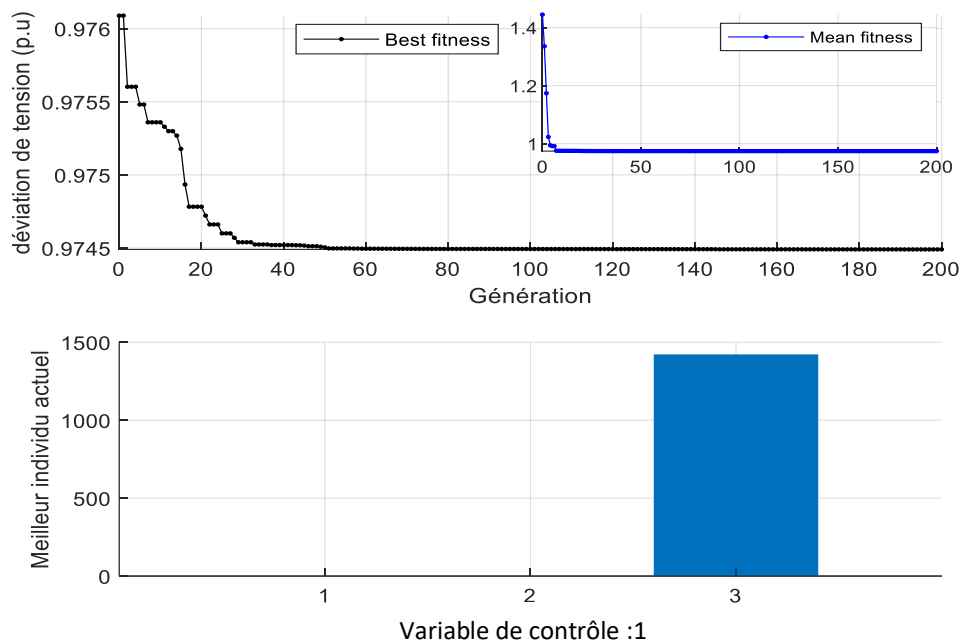 déviation de tension (p.u)
0.976
0.9755
0.975
0.9745
0 20 40 60 80 100 120 140 160 180 200
Génération
Best fitness
1.4
1.2
1
0 50 100 150 200
Mean fitness
Meilleur individu actuel
1500
1000
500
0
1 2 3
Variable de contrôle :1